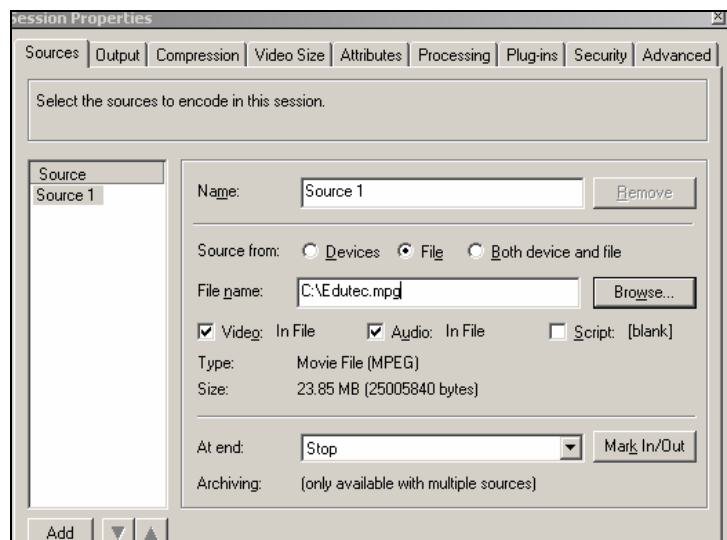 Session Properties
Sources Output Compression Video Size Attributes Processing Plug-ins Security Advanced
Select the sources to encode in this session.
Source
Source 1
Name: Source 1 Remove
Source from: Devices File Both device and file
File name: C:\Edutec.mpg Browse...
Video: In File Audio: In File Script: [blank]
Type: Movie File (MPEG)
Size: 23.85 MB (25005840 bytes)
At end: Stop Mark In/Out
Archiving: (only available with multiple sources)
Add